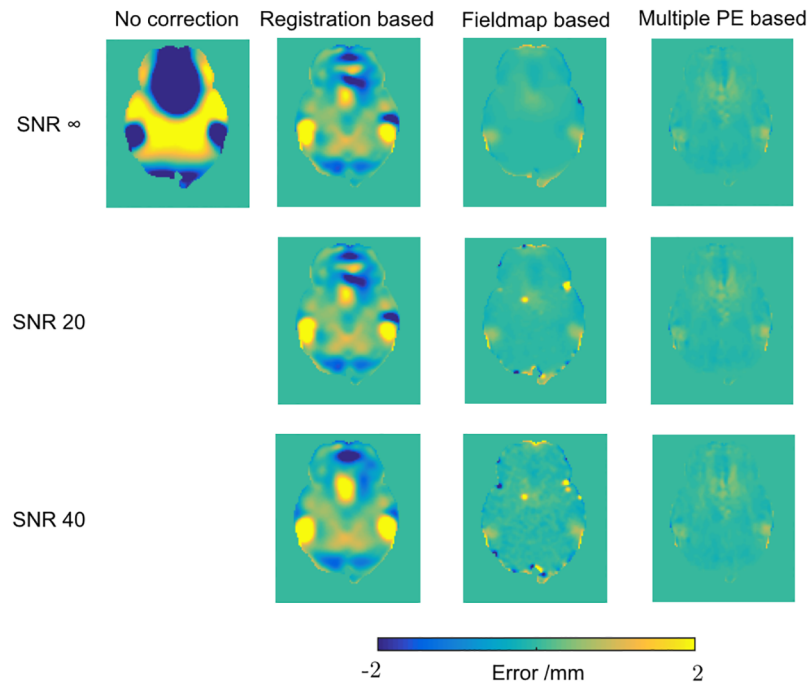 No correction Registration based Fieldmap based Multiple PE based
SNR ∞
SNR 20
SNR 40
-2 Error /mm 2